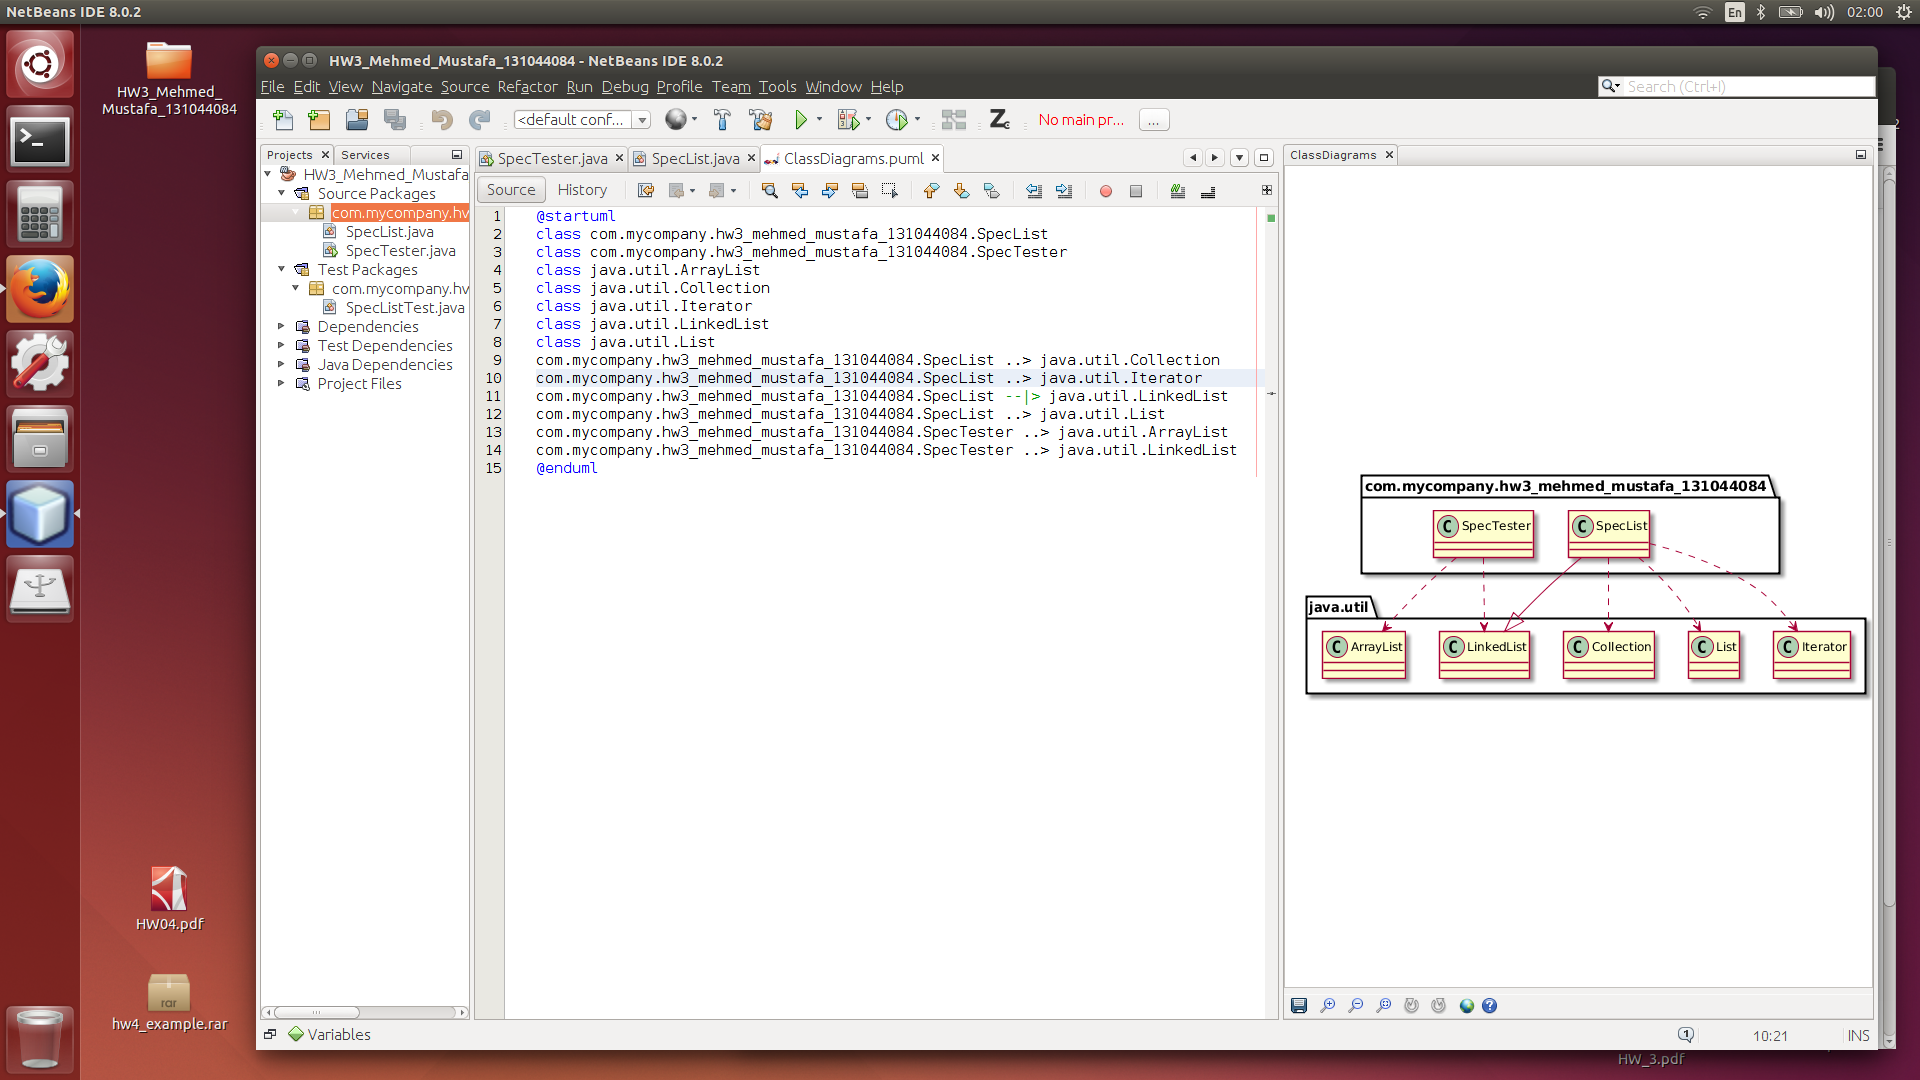 NetBeans IDE 8.0.2
En
02:00
HW3_Mehmed_
Mustafa_131044084
HW04.pdf
rar
hw4_example.rar
HW3_Mehmed_Mustafa_131044084 - NetBeans IDE 8.0.2
File Edit View Navigate Source Refactor Run Debug Profile Team Tools Window Help
Search (Ctrl+I)
<default conf...
No main pr...
...
Projects
Services
HW3_Mehmed_Mustafa
Source Packages
com.mycompany.hv
SpecList.java
SpecTester.java
Test Packages
com.mycompany.hv
SpecListTest.java
Dependencies
Test Dependencies
Java Dependencies
Project Files
SpecTester.java
SpecList.java
ClassDiagrams.puml
Source
History
1 @startuml
2 class com.mycompany.hw3_mehmed_mustafa_131044084.SpecList
3 class com.mycompany.hw3_mehmed_mustafa_131044084.SpecTester
4 class java.util.ArrayList
5 class java.util.Collection
6 class java.util.Iterator
7 class java.util.LinkedList
8 class java.util.List
9 com.mycompany.hw3_mehmed_mustafa_131044084.SpecList ..> java.util.Collection
10 com.mycompany.hw3_mehmed_mustafa_131044084.SpecList ..> java.util.Iterator
11 com.mycompany.hw3_mehmed_mustafa_131044084.SpecList --|> java.util.LinkedList
12 com.mycompany.hw3_mehmed_mustafa_131044084.SpecList ..> java.util.List
13 com.mycompany.hw3_mehmed_mustafa_131044084.SpecTester ..> java.util.ArrayList
14 com.mycompany.hw3_mehmed_mustafa_131044084.SpecTester ..> java.util.LinkedList
15 @enduml
ClassDiagrams
com.mycompany.hw3_mehmed_mustafa_131044084
C SpecTester
C SpecList
java.util
C ArrayList
C LinkedList
C Collection
C List
C Iterator
Variables
1
10:21
INS
HW_3.pdf